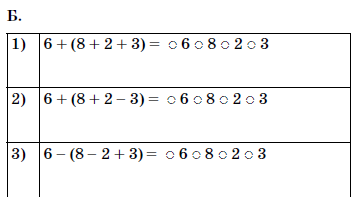 Б.
1) 6 + (8 + 2 + 3) = ○ 6 ○ 8 ○ 2 ○ 3
2) 6 + (8 + 2 – 3) = ○ 6 ○ 8 ○ 2 ○ 3
3) 6 – (8 – 2 + 3) = ○ 6 ○ 8 ○ 2 ○ 3